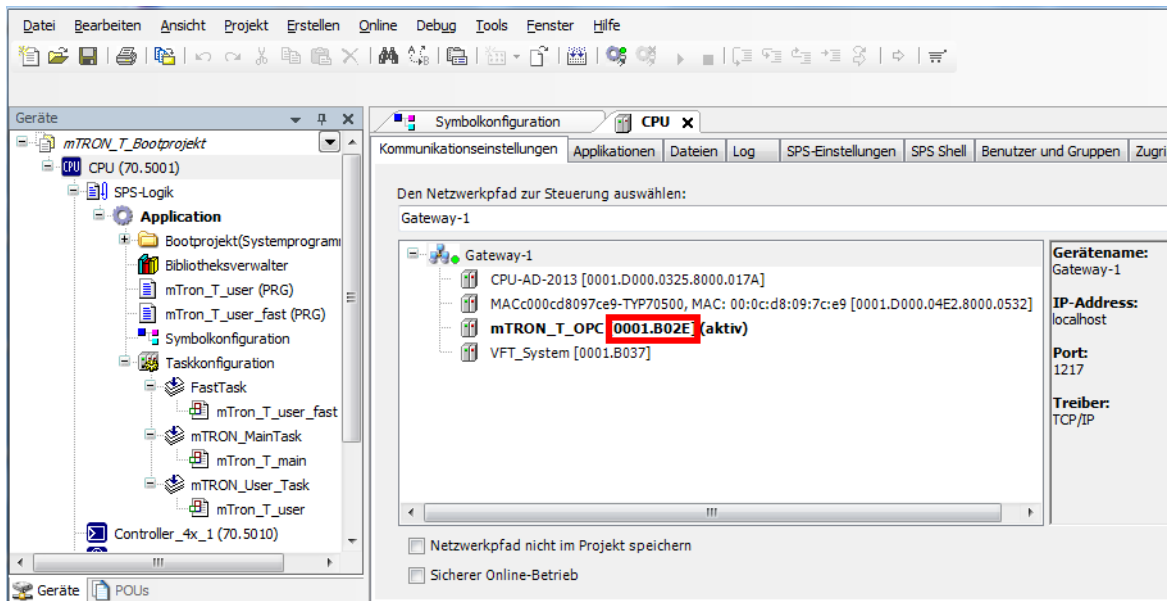 Datei Bearbeiten Ansicht Projekt Erstellen Online Debug Tools Fenster Hilfe
Geräte
mTRON_T_Bootprojekt
CPU (70.5001)
SPS-Logik
Application
Bootprojekt(Systemprogrami
Bibliotheksverwalter
mTron_T_user (PRG)
mTron_T_user_fast (PRG)
Symbolkonfiguration
Taskkonfiguration
FastTask
mTron_T_user_fast
mTRON_MainTask
mTron_T_main
mTRON_User_Task
mTron_T_user
Controller_4x_1 (70.5010)
Geräte POUs
Symbolkonfiguration CPU
Kommunikationseinstellungen Applikationen Dateien Log SPS-Einstellungen SPS Shell Benutzer und Gruppen Zugri
Den Netzwerkpfad zur Steuerung auswählen:
Gateway-1
Gateway-1
CPU-AD-2013 [0001.D000.0325.8000.017A]
MACc000cd8097ce9-TYP70500, MAC: 00:0c:d8:09:7c:e9 [0001.D000.04E2.8000.0532]
mTRON_T_OPC [0001.B02E] (aktiv)
VFT_System [0001.B037]
Gerätename:
Gateway-1
IP-Address:
localhost
Port:
1217
Treiber:
TCP/IP
Netzwerkpfad nicht im Projekt speichern
Sicherer Online-Betrieb